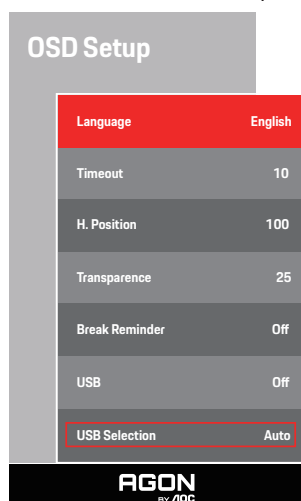 OSD Setup
Language English
Timeout 10
H. Position 100
Transparence 25
Break Reminder Off
USB Off
USB Selection Auto
AGON
BY AOC